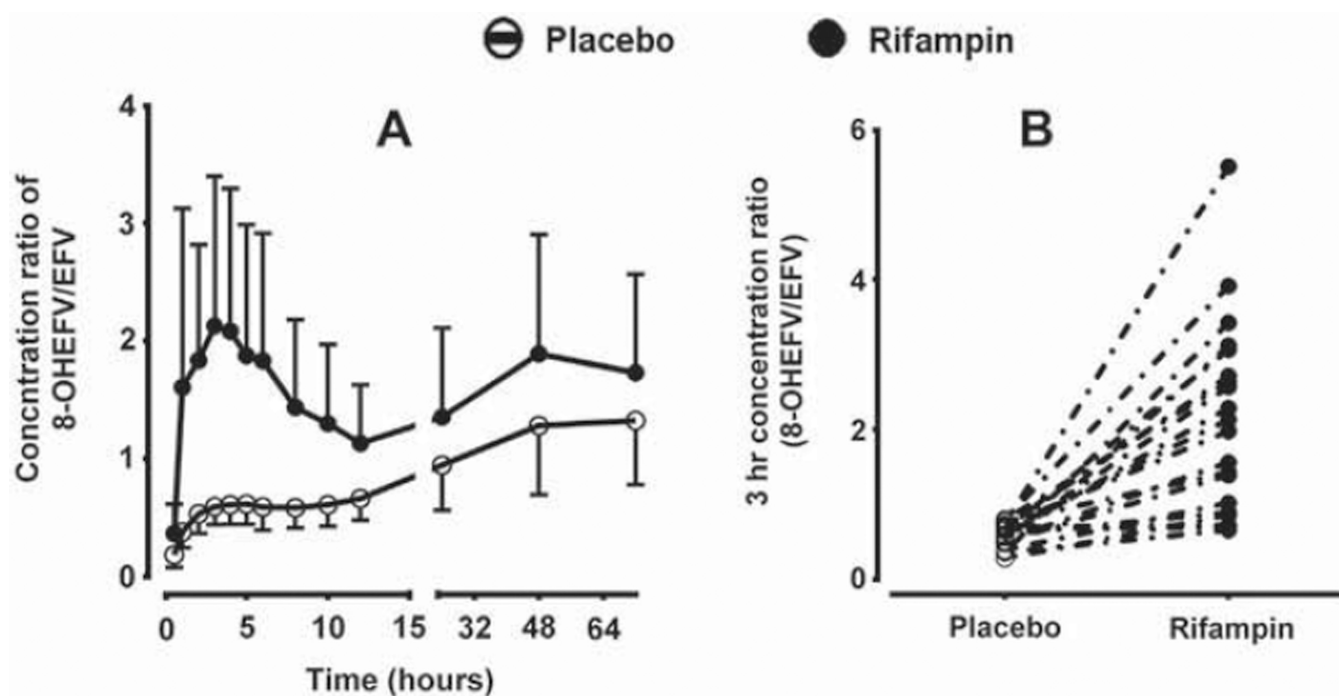 Placebo
Rifampin
A
Concntration ratio of
8-OHEFV/EFV
4
3
2
1
0
0 5 10 15 32 48 64
Time (hours)
B
3 hr concentration ratio
(8-OHEFV/EFV)
6
4
2
0
Placebo Rifampin